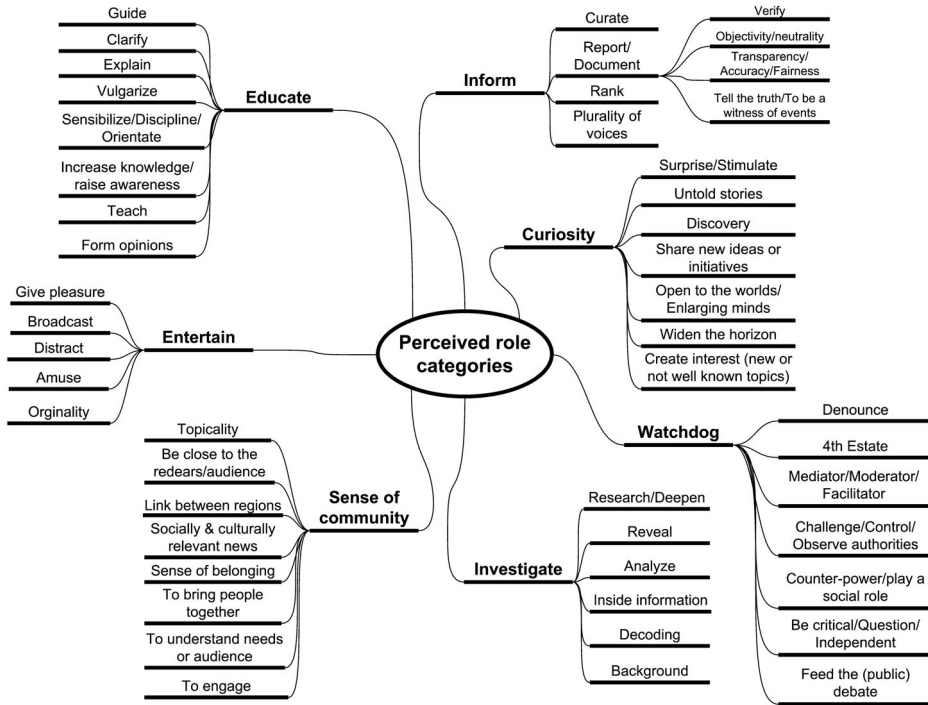 Perceived role
categories
Educate
Guide
Clarify
Explain
Vulgarize
Sensibilize/Discipline/
Orientate
Increase knowledge/
raise awareness
Teach
Form opinions
Inform
Curate
Report/
Document
Rank
Plurality of
voices
Verify
Objectivity/neutrality
Transparency/
Accuracy/Fairness
Tell the truth/To be a
witness of events
Curiosity
Surprise/Stimulate
Untold stories
Discovery
Share new ideas or
initiatives
Open to the worlds/
Enlarging minds
Widen the horizon
Create interest (new or
not well known topics)
Entertain
Give pleasure
Broadcast
Distract
Amuse
Orginality
Watchdog
Denounce
4th Estate
Mediator/Moderator/
Facilitator
Challenge/Control/
Observe authorities
Counter-power/play a
social role
Be critical/Question/
Independent
Feed the (public)
debate
Sense of
community
Topicality
Be close to the
redears/audience
Link between regions
Socially & culturally
relevant news
Sense of belonging
To bring people
together
To understand needs
or audience
To engage
Investigate
Research/Deepen
Reveal
Analyze
Inside information
Decoding
Background